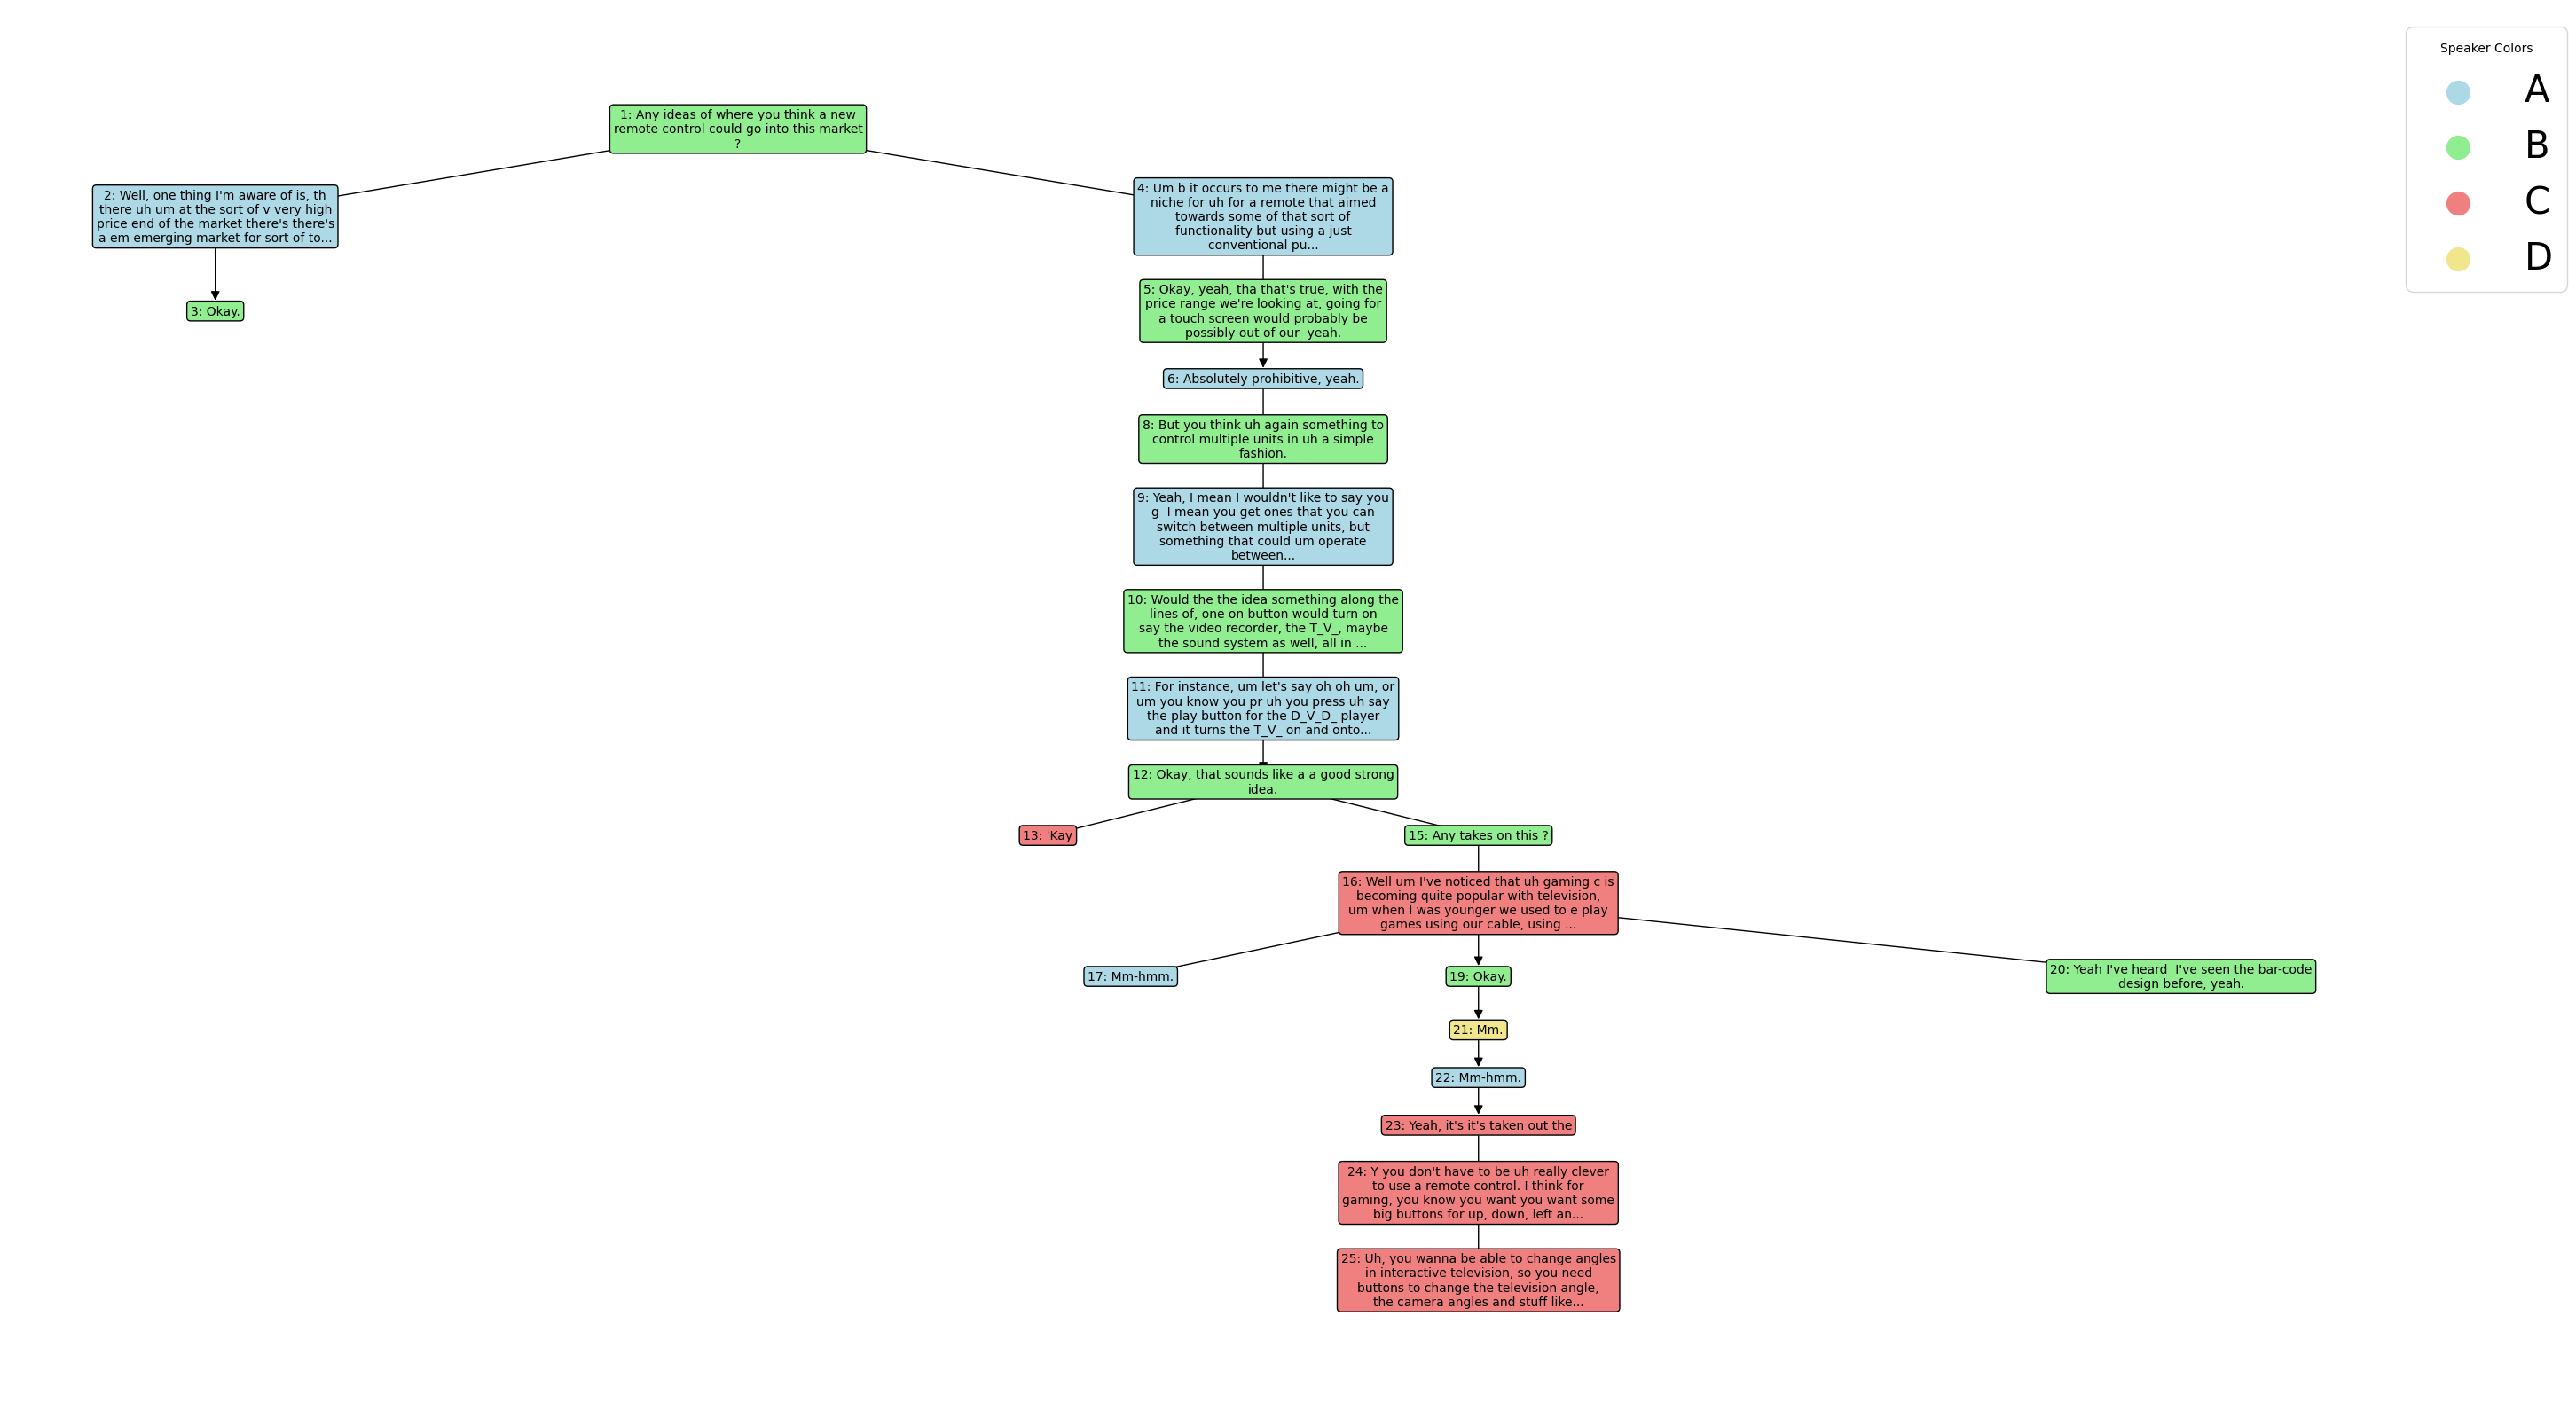 Speaker Colors
A
B
C
D
1: Any ideas of where you think a new
remote control could go into this market
?
2: Well, one thing I'm aware of is, th
there uh um at the sort of v very high
price end of the market there's there's
a em emerging market for sort of to...
4: Um b it occurs to me there might be a
niche for uh for a remote that aimed
towards some of that sort of
functionality but using a just
conventional pu...
3: Okay.
5: Okay, yeah, tha that's true, with the
price range we're looking at, going for
a touch screen would probably be
possibly out of our  yeah.
6: Absolutely prohibitive, yeah.
8: But you think uh again something to
control multiple units in uh a simple
fashion.
9: Yeah, I mean I wouldn't like to say you
g  I mean you get ones that you can
switch between multiple units, but
something that could um operate
between...
10: Would the the idea something along the
lines of, one on button would turn on
say the video recorder, the T_V_, maybe
the sound system as well, all in ...
11: For instance, um let's say oh oh um, or
um you know you pr uh you press uh say
the play button for the D_V_D_ player
and it turns the T_V_ on and onto...
12: Okay, that sounds like a a good strong
idea.
13: 'Kay
15: Any takes on this ?
16: Well um I've noticed that uh gaming c is
becoming quite popular with television,
um when I was younger we used to e play
games using our cable, using ...
17: Mm-hmm.
19: Okay.
20: Yeah I've heard  I've seen the bar-code
design before, yeah.
21: Mm.
22: Mm-hmm.
23: Yeah, it's it's taken out the
24: Y you don't have to be uh really clever
to use a remote control. I think for
gaming, you know you want you want some
big buttons for up, down, left an...
25: Uh, you wanna be able to change angles
in interactive television, so you need
buttons to change the television angle,
the camera angles and stuff like...